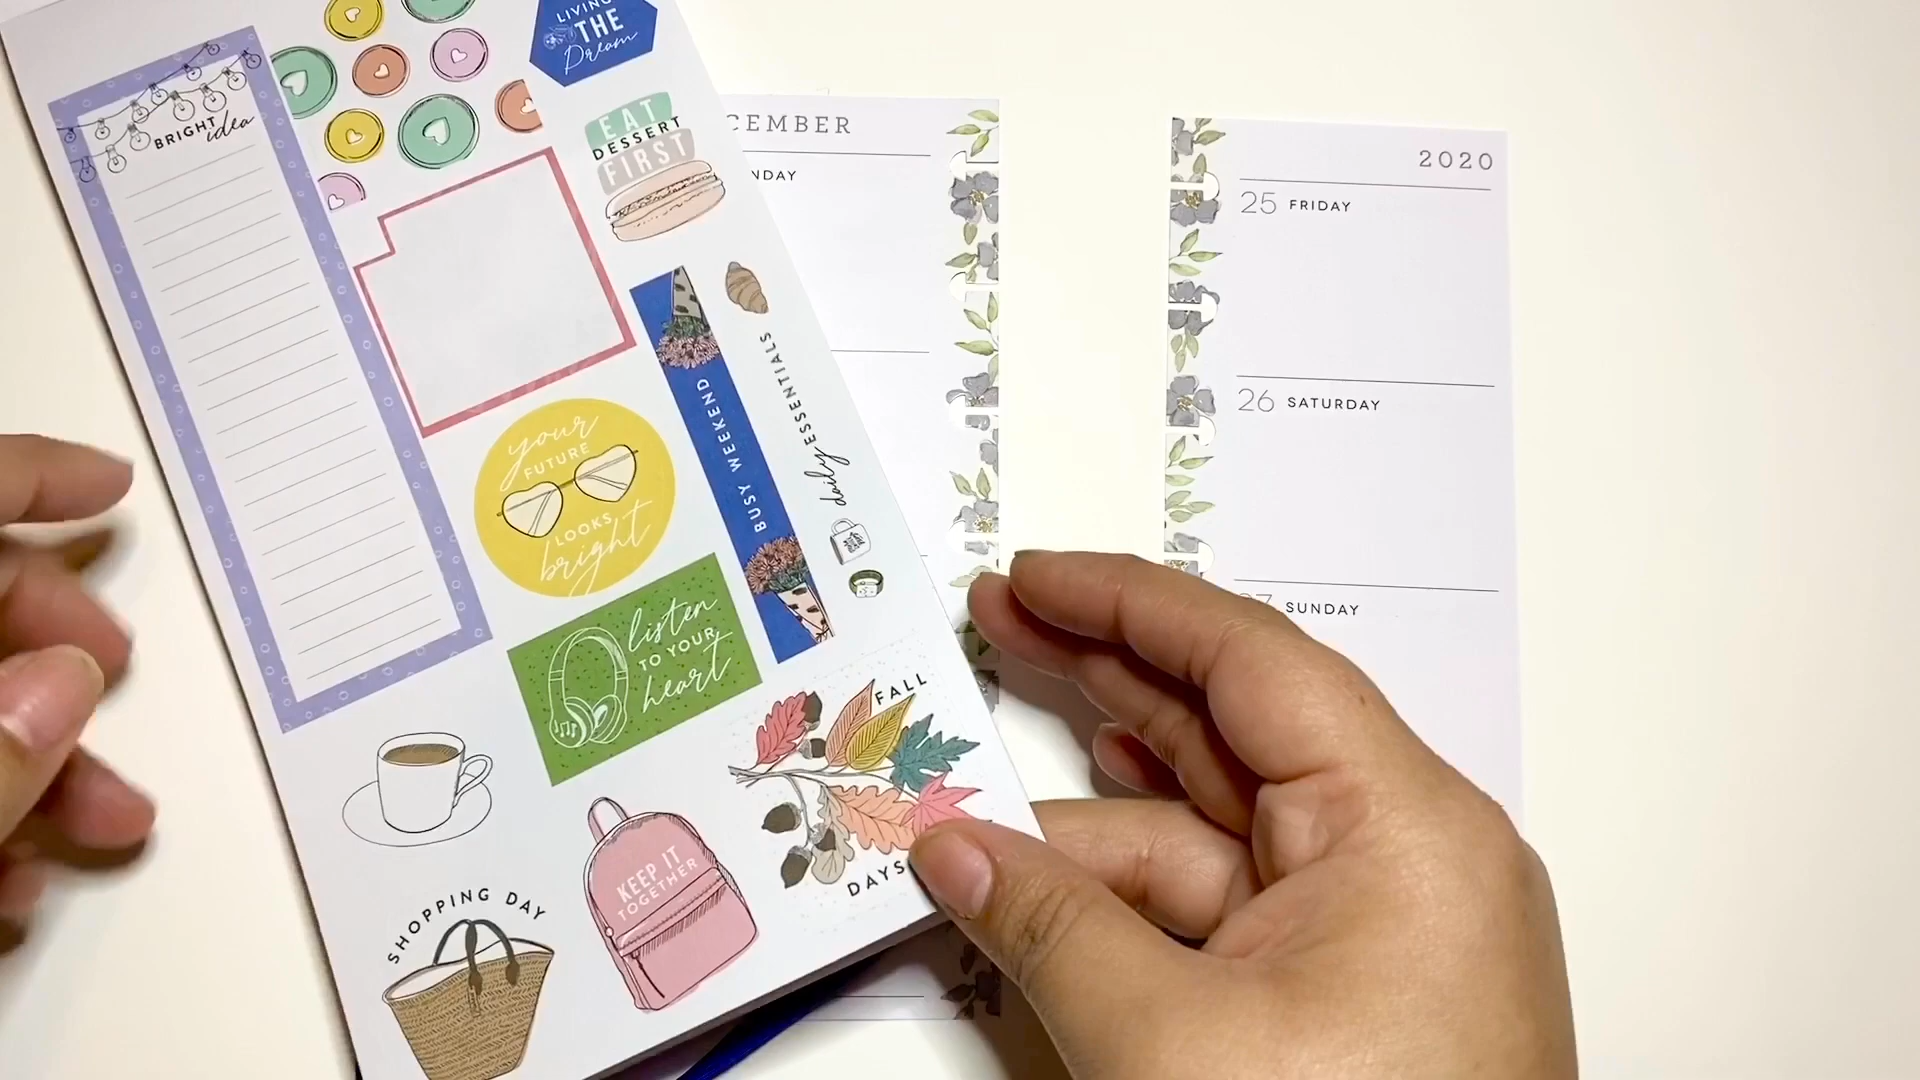 BRIGHT
idea
LIVING
THE
Dream
EAT
DESSERT
FIRST
your
FUTURE
LOOKS
bright
BUSY WEEKEND
daily ESSENTIALS
listen
TO YOUR
heart
FALL
DAYS
KEEP IT
TOGETHER
SHOPPING DAY
CEMBER
NDAY
2020
25 FRIDAY
26 SATURDAY
SUNDAY